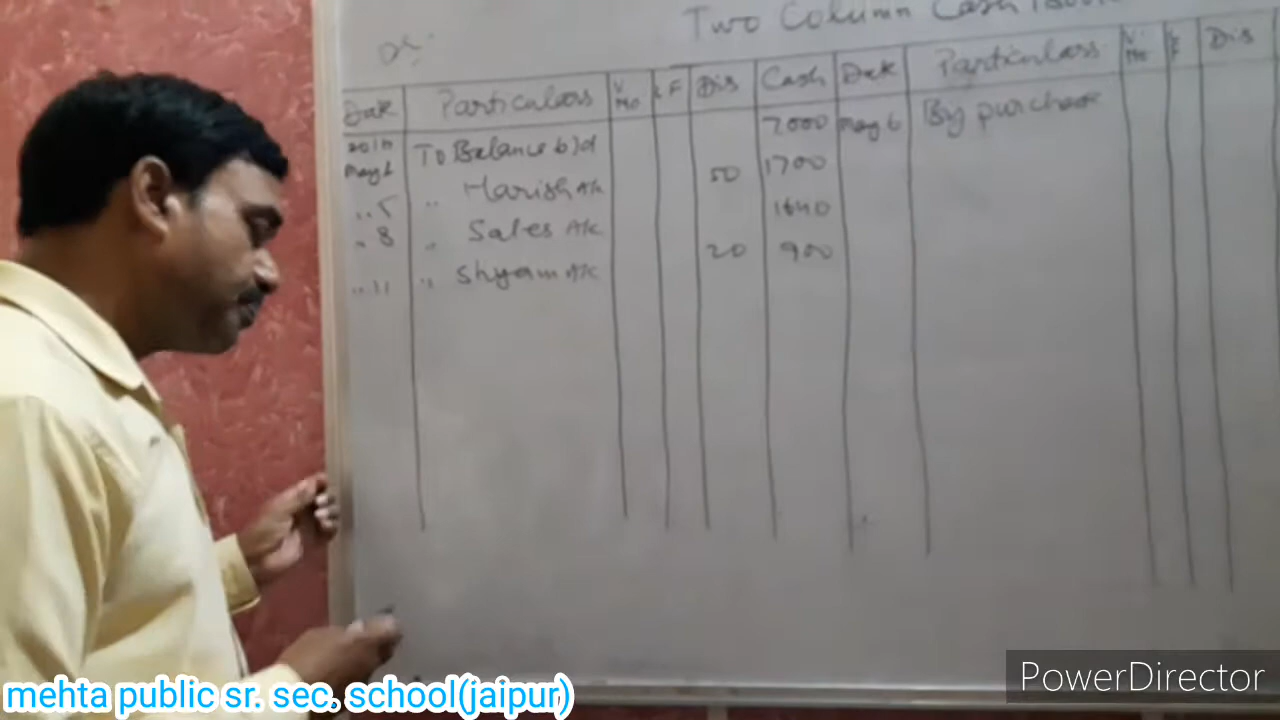 Two Column Cash Book
Dr.
Date Particulars V No L F Dis Cash Date Particulars V No L F Dis
2016 May 1 To Balance b/d 7000 May 6 By purchase
.. 5 .. Harish A/c 50 1700
.. 8 .. Sales A/c 1640
.. 11 .. Shyam A/c 20 900
mehta public sr. sec. school(jaipur)
PowerDirector